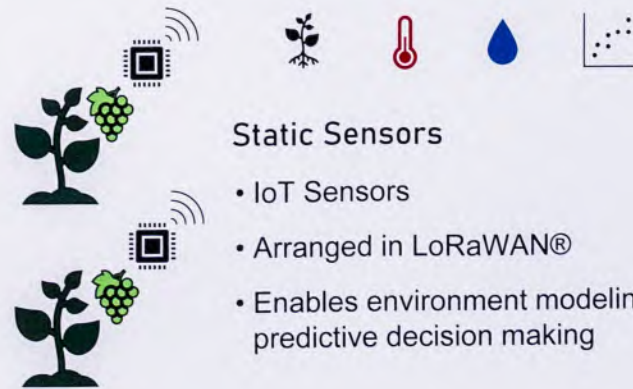 Static Sensors
• IoT Sensors
• Arranged in LoRaWAN®
• Enables environment modelin
predictive decision making